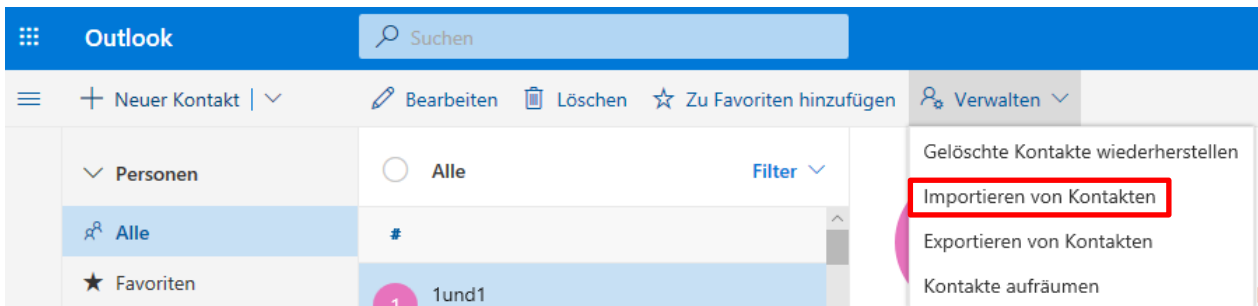 Outlook
Suchen
Neuer Kontakt
Bearbeiten
Löschen
Zu Favoriten hinzufügen
Verwalten
Gelöschte Kontakte wiederherstellen
Importieren von Kontakten
Exportieren von Kontakten
Kontakte aufräumen
Personen
Alle
Favoriten
Alle
Filter
#
1
1und1